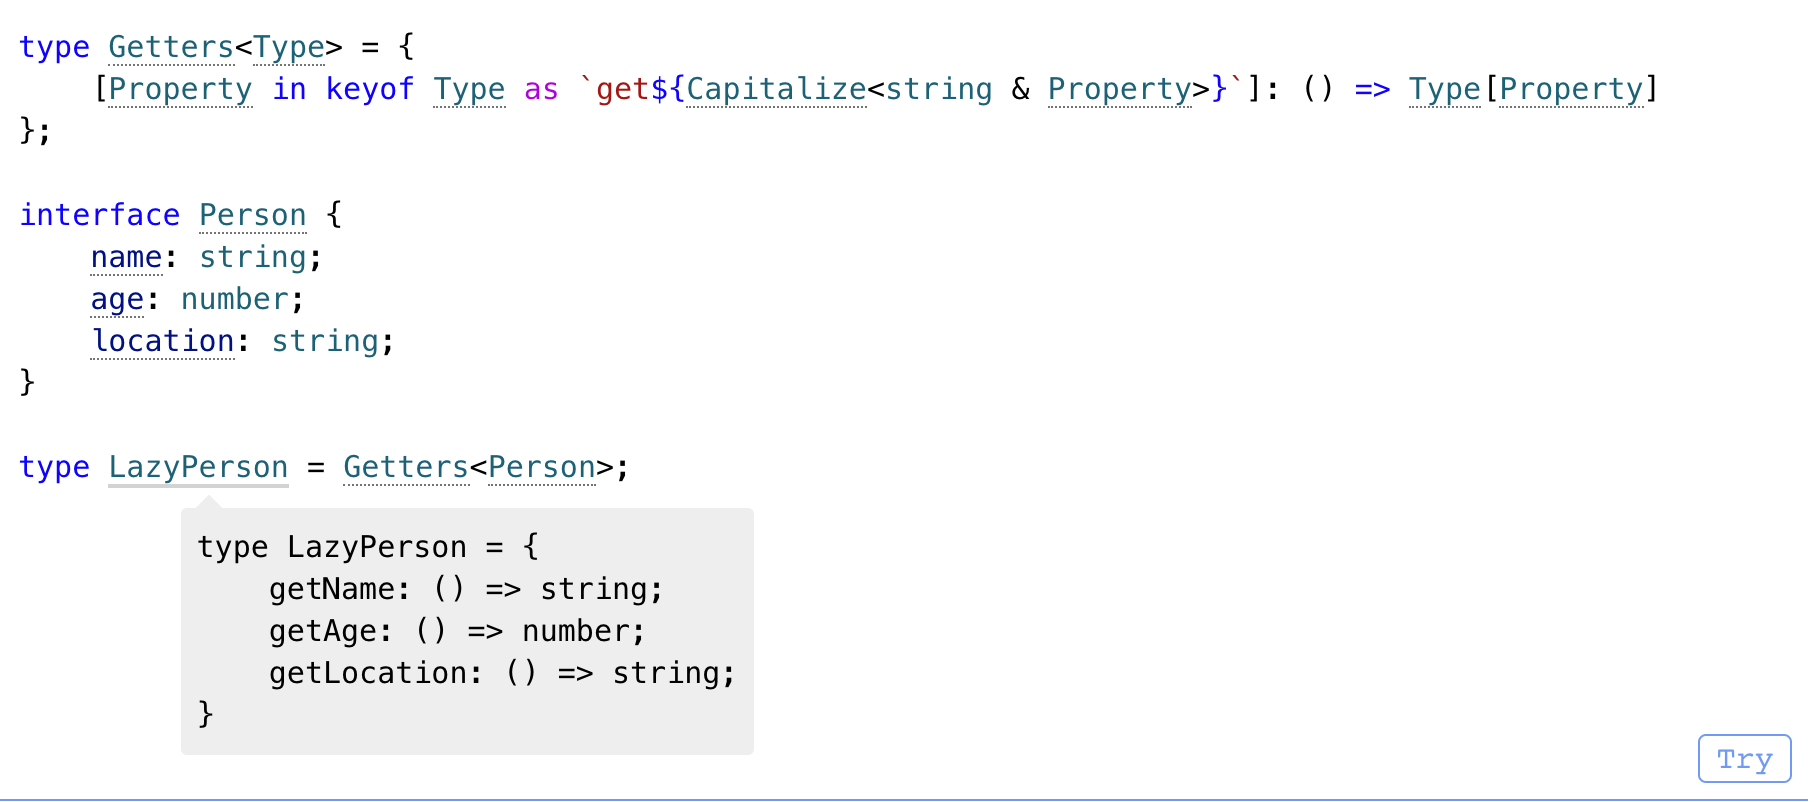 type Getters<Type> = {
    [Property in keyof Type as `get${Capitalize<string & Property>}`]: () => Type[Property]
};
interface Person {
    name: string;
    age: number;
    location: string;
}
type LazyPerson = Getters<Person>;
type LazyPerson = {
    getName: () => string;
    getAge: () => number;
    getLocation: () => string;
}
Try